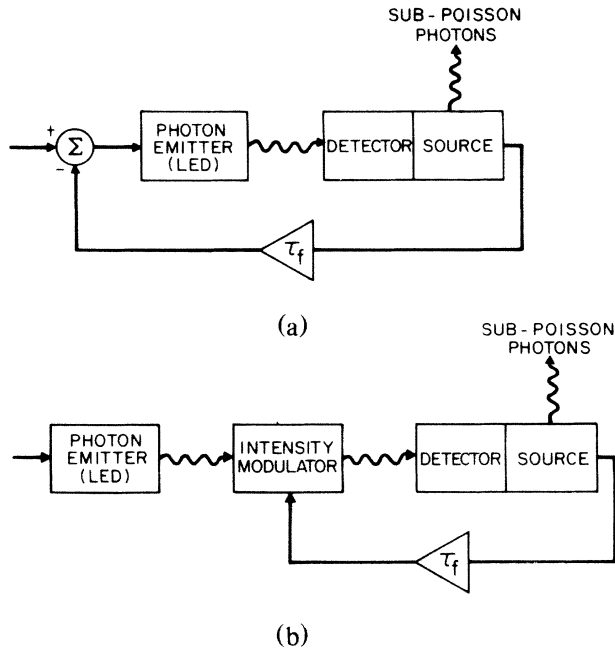 SUB-POISSON
PHOTONS
+
Σ
−
PHOTON
EMITTER
(LED)
DETECTOR
SOURCE
τf
(a)
SUB-POISSON
PHOTONS
PHOTON
EMITTER
(LED)
INTENSITY
MODULATOR
DETECTOR
SOURCE
τf
(b)